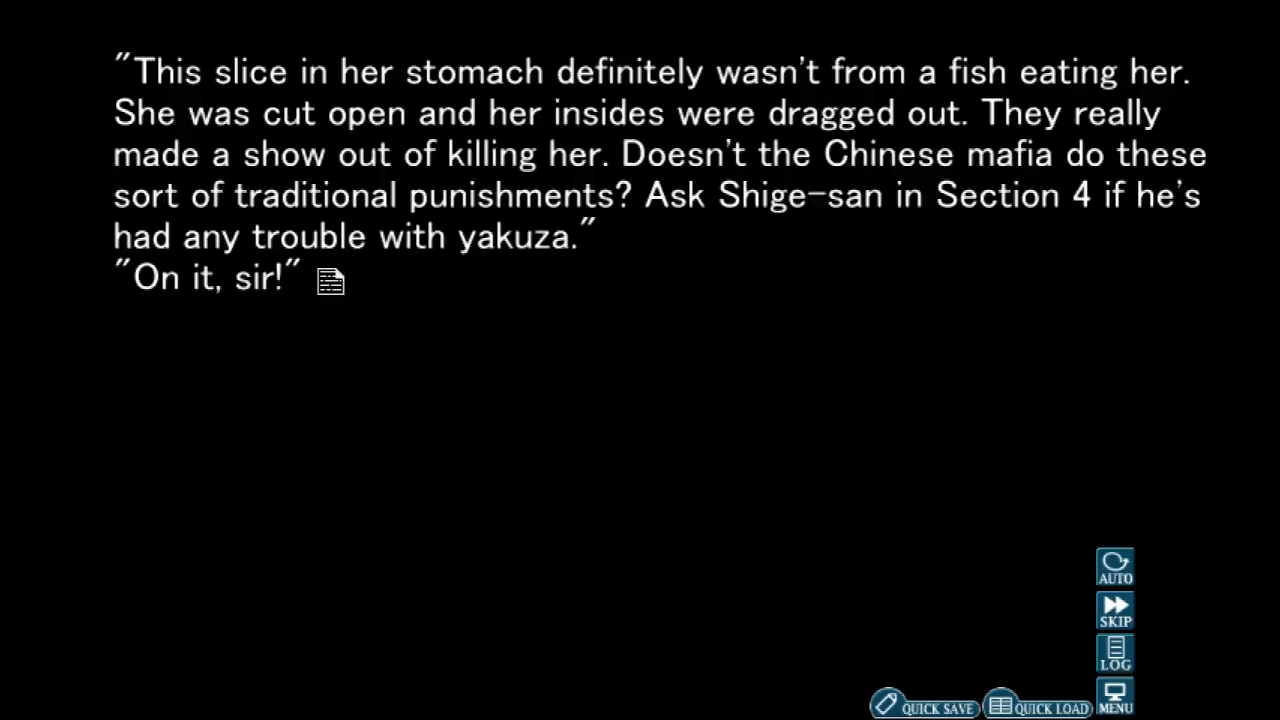 "This slice in her stomach definitely wasn't from a fish eating her.
She was cut open and her insides were dragged out. They really
made a show out of killing her. Doesn't the Chinese mafia do these
sort of traditional punishments? Ask Shige-san in Section 4 if he's
had any trouble with yakuza."
"On it, sir!"
AUTO
SKIP
LOG
QUICK SAVE QUICK LOAD MENU